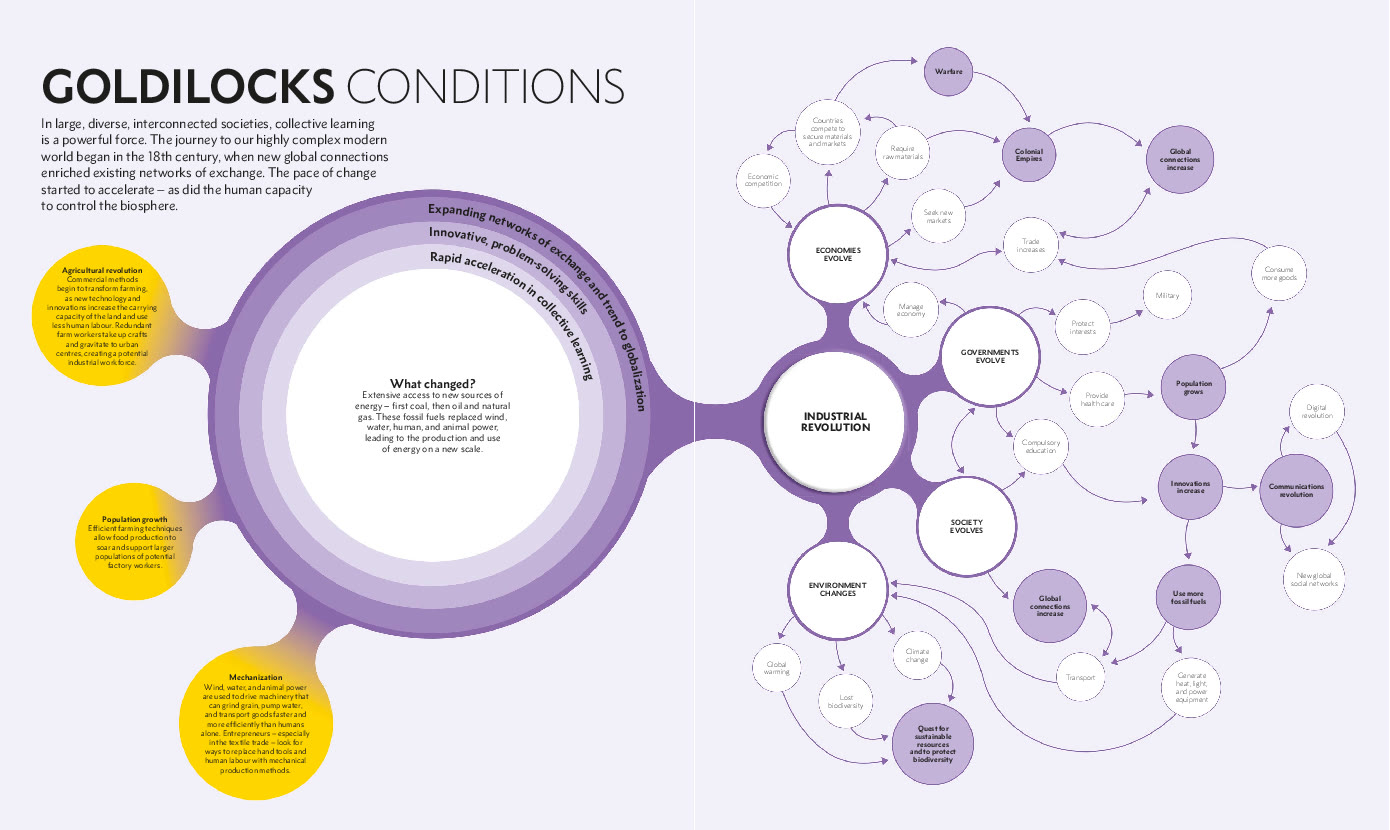 GOLDILOCKS CONDITIONS
In large, diverse, interconnected societies, collective learning
is a powerful force. The journey to our highly complex modern
world began in the 18th century, when new global connections
enriched existing networks of exchange. The pace of change
started to accelerate – as did the human capacity
to control the biosphere.
Agricultural revolution
Commercial methods
begin to transform farming,
as new technology and
innovations increase the carrying
capacity of the land and use
less human labour. Redundant
farm workers take up crafts
and gravitate to urban
centres, creating a potential
industrial workforce.
Population growth
Efficient farming techniques
allow food production to
soar and support larger
populations of potential
factory workers.
Mechanization
Wind, water, and animal power
are used to drive machinery that
can grind grain, pump water,
and transport goods faster and
more efficiently than humans
alone. Entrepreneurs – especially
in the textile trade – look for
ways to replace hand tools and
human labour with mechanical
production methods.
Expanding networks of exchange and trend to globalization
Innovative, problem-solving skills
Rapid acceleration in collective learning
What changed?
Extensive access to new sources of
energy – first coal, then oil and natural
gas. These fossil fuels replaced wind,
water, human, and animal power,
leading to the production and use
of energy on a new scale.
INDUSTRIAL
REVOLUTION
ECONOMIES
EVOLVE
Economic
competition
Countries
compete to
secure materials
and markets
Require
raw materials
Seek new
markets
Warfare
Colonial
Empires
Global
connections
increase
Trade
increases
Consume
more goods
GOVERNMENTS
EVOLVE
Manage
economy
Protect
interests
Military
Provide
health care
Population
grows
Compulsory
education
Innovations
increase
Digital
revolution
Communications
revolution
New global
social networks
SOCIETY
EVOLVES
Global
connections
increase
Use more
fossil fuels
Transport
Generate
heat, light,
and power
equipment
ENVIRONMENT
CHANGES
Global
warming
Lost
biodiversity
Climate
change
Quest for
sustainable
resources
and to protect
biodiversity